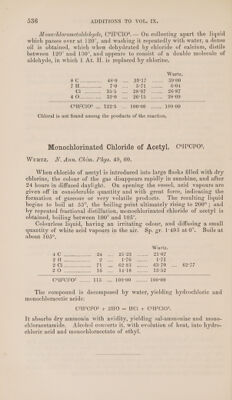 536 ADDITIONS TO VOL. IX.
Monochloracetaldehyde, C⁸H⁷ClO⁴.— On collecting apart the liquid
which passes over at 120°, and washing it repeatedly with water, a dense
oil is obtained, which when dehydrated by chloride of calcium, distils
between 120° and 130°, and appears to consist of a double molecule of
aldehyde, in which 1 At. H. is replaced by chlorine.
Wurtz.
8 C ............ 48·0 .... 39·17 .... 39·00
7 H ............ 7·0 .... 5·71 .... 6·04
Cl ............ 35·5 .... 28·97 .... 26·87
4 O ............ 32·0 .... 26·15 .... 28·09
C⁸H⁷ClO⁴ .... 122·5 .... 100·00 .... 100·00
Chloral is not found among the products of the reaction.
Monochlorinated Chloride of Acetyl. C⁴H²Cl²O².
Wurtz. N. Ann. Chim. Phys. 49, 60.
When chloride of acetyl is introduced into large flasks filled with dry
chlorine, the colour of the gas disappears rapidly in sunshine, and after
24 hours in diffused daylight. On opening the vessel, acid vapours are
given off in considerable quantity and with great force, indicating the
formation of gaseous or very volatile products. The resulting liquid
begins to boil at 55°, the boiling point ultimately rising to 200°; and
by repeated fractional distillation, monochlorinated chloride of acetyl is
obtained, boiling between 100° and 105°.
Colourless liquid, having an irritating odour, and diffusing a small
quantity of white acid vapours in the air. Sp. gr. 1·495 at 0°. Boils at
about 105°.
Wurtz.
4 C ............ 24 .... 21·23 .... 21·07
2 H ............ 2 .... 1·76 .... 1·71
2 Cl ............ 71 .... 62·83 .... 63·70 .... 62·77
2 O ............ 16 .... 14·18 .... 13·52
C⁴H²Cl²O² .... 113 .... 100·00 .... 100·00
The compound is decomposed by water, yielding hydrochloric and
monochloracetic acids:
C⁴H²Cl²O² + 2HO = HCl + C⁴H³ClO⁴.
It absorbs dry ammonia with avidity, yielding sal-ammoniac and mono-
chloracetamide. Alcohol converts it, with evolution of heat, into hydro-
chloric acid and monochloracetate of ethyl.